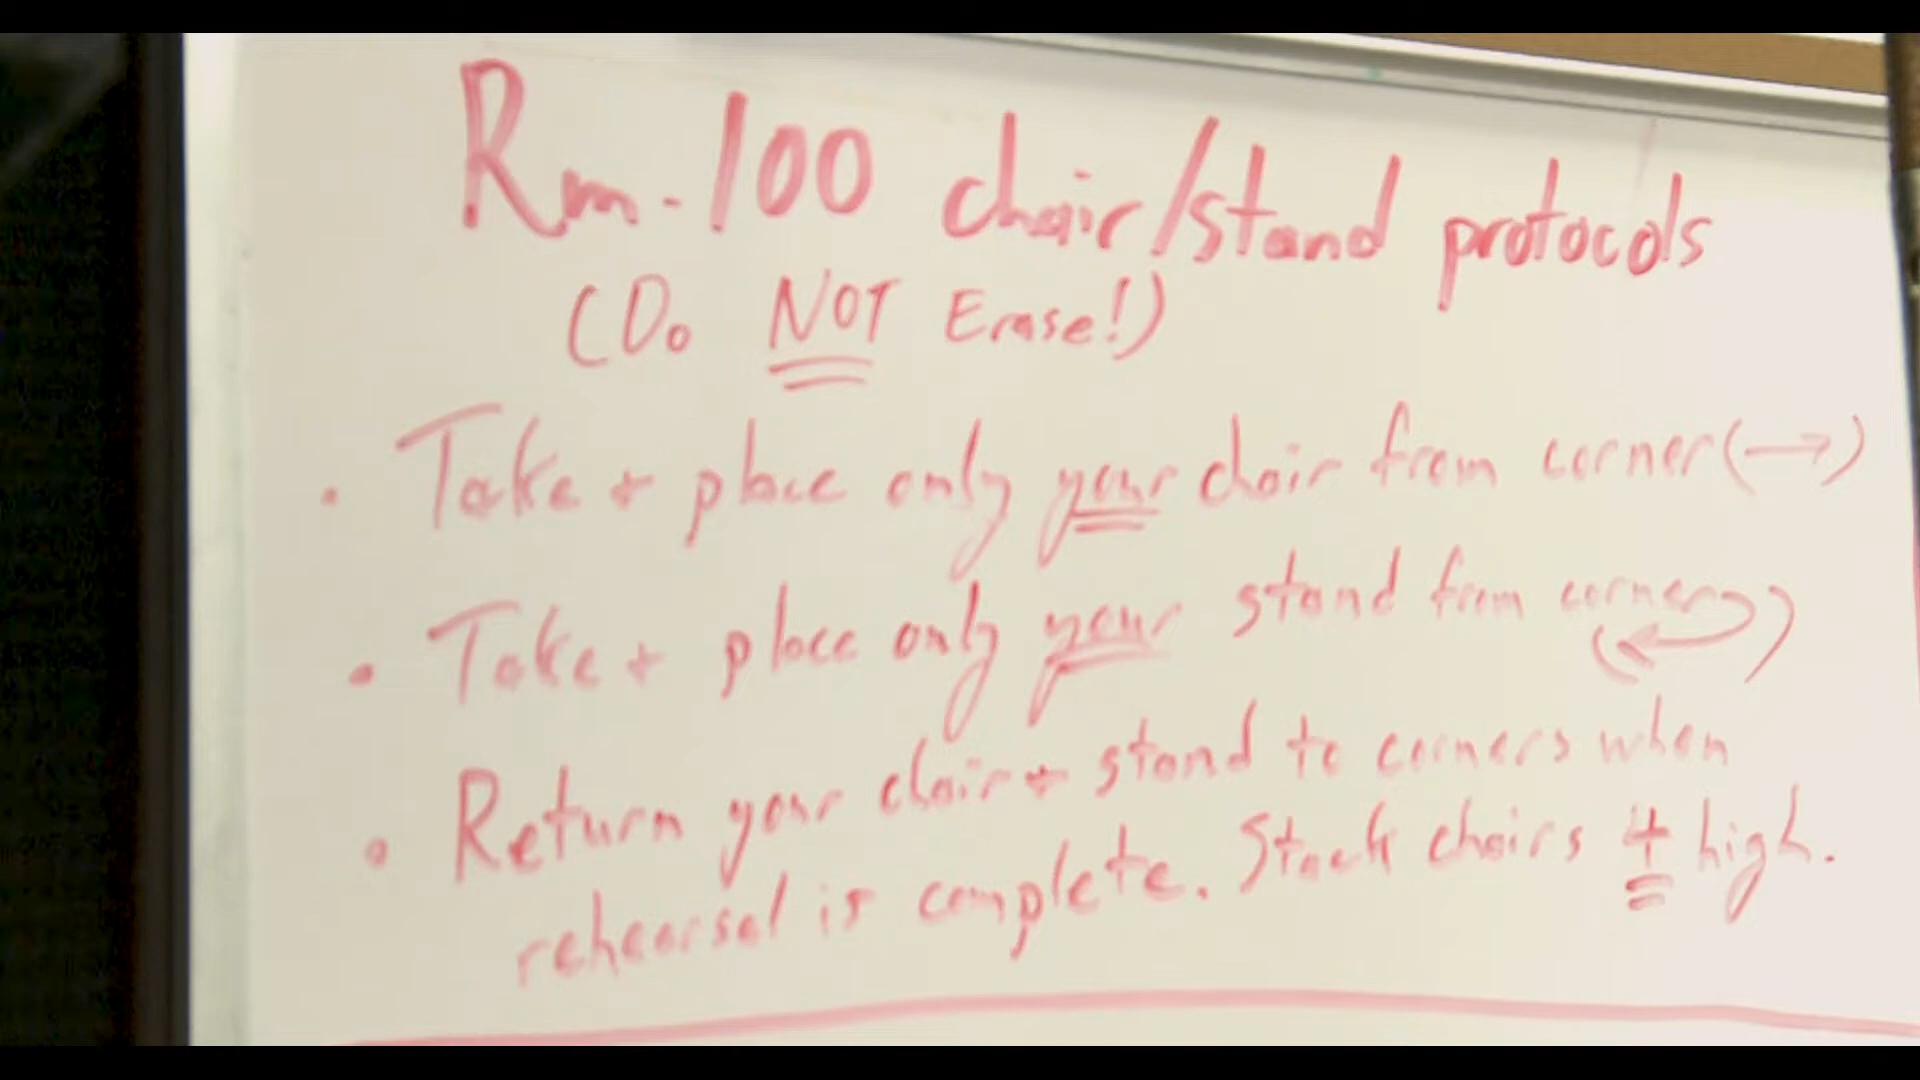 Rm. 100 chair/stand protocols
(Do NOT Erase!)
• Take + place only your chair from corner (→)
• Take + place only your stand from corner (↩)
• Return your chair + stand to corners when
rehearsal is complete. Stack chairs 4 high.